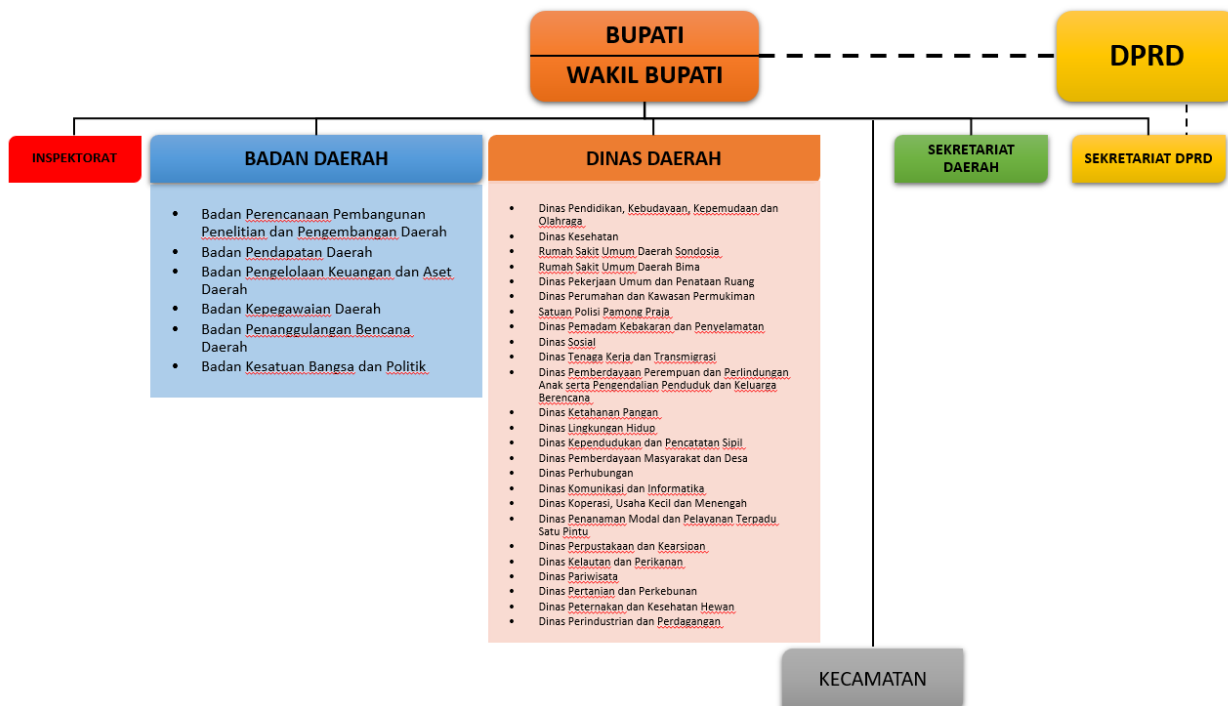 BUPATI
WAKIL BUPATI
DPRD
INSPEKTORAT
BADAN DAERAH
DINAS DAERAH
SEKRETARIAT
DAERAH
SEKRETARIAT DPRD
• Badan Perencanaan Pembangunan
Penelitian dan Pengembangan Daerah
• Badan Pendapatan Daerah
• Badan Pengelolaan Keuangan dan Aset
Daerah
• Badan Kepegawaian Daerah
• Badan Penanggulangan Bencana
Daerah
• Badan Kesatuan Bangsa dan Politik
• Dinas Pendidikan, Kebudayaan, Kepemudaan dan
Olahraga
• Dinas Kesehatan
• Rumah Sakit Umum Daerah Sondosia
• Rumah Sakit Umum Daerah Bima
• Dinas Pekerjaan Umum dan Penataan Ruang
• Dinas Perumahan dan Kawasan Permukiman
• Satuan Polisi Pamong Praja
• Dinas Pemadam Kebakaran dan Penyelamatan
• Dinas Sosial
• Dinas Tenaga Kerja dan Transmigrasi
• Dinas Pemberdayaan Perempuan dan Perlindungan
Anak serta Pengendalian Penduduk dan Keluarga
Berencana
• Dinas Ketahanan Pangan
• Dinas Lingkungan Hidup
• Dinas Kependudukan dan Pencatatan Sipil
• Dinas Pemberdayaan Masyarakat dan Desa
• Dinas Perhubungan
• Dinas Komunikasi dan Informatika
• Dinas Koperasi, Usaha Kecil dan Menengah
• Dinas Penanaman Modal dan Pelayanan Terpadu
Satu Pintu
• Dinas Perpustakaan dan Kearsipan
• Dinas Kelautan dan Perikanan
• Dinas Pariwisata
• Dinas Pertanian dan Perkebunan
• Dinas Peternakan dan Kesehatan Hewan
• Dinas Perindustrian dan Perdagangan
KECAMATAN